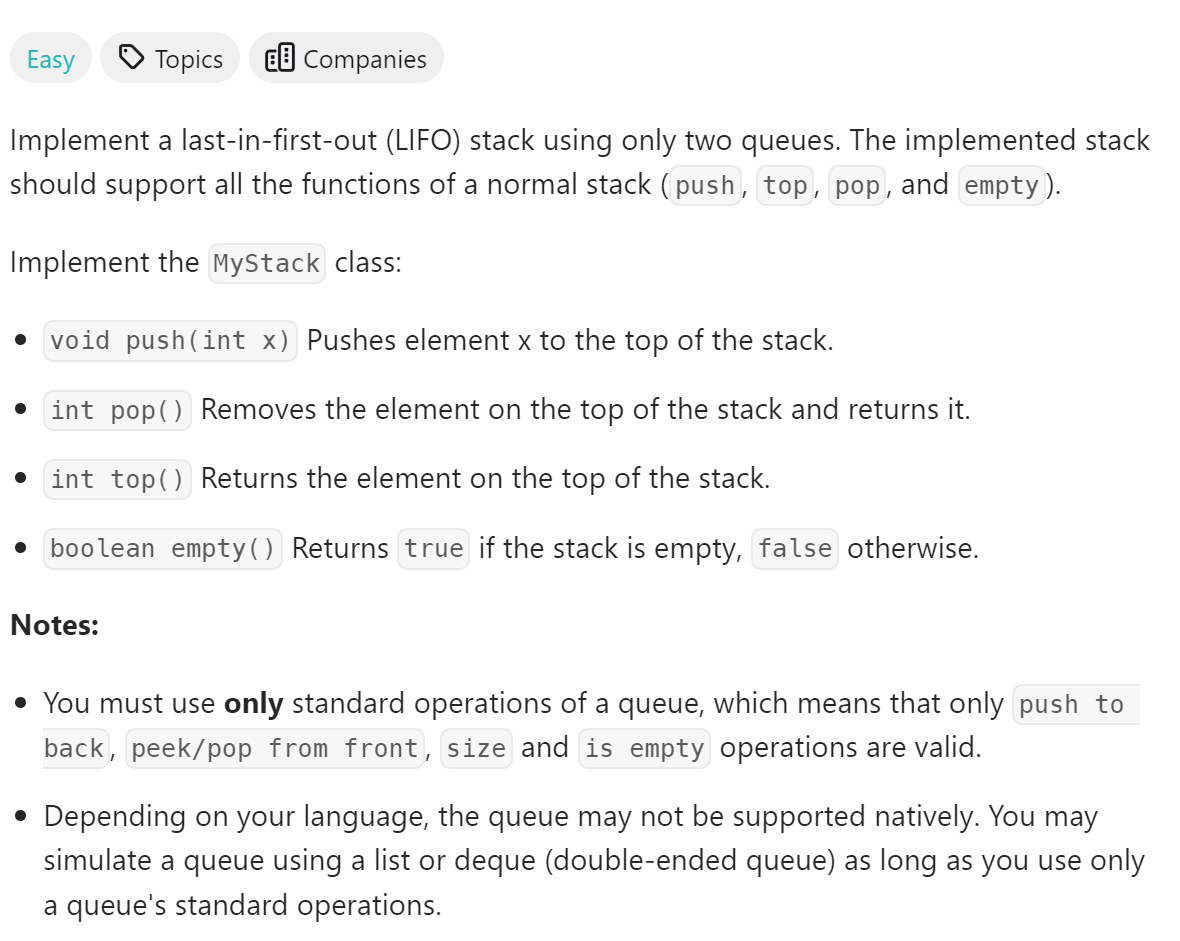 Easy Topics Companies
Implement a last-in-first-out (LIFO) stack using only two queues. The implemented stack
should support all the functions of a normal stack (push, top, pop, and empty).
Implement the MyStack class:
• void push(int x) Pushes element x to the top of the stack.
• int pop() Removes the element on the top of the stack and returns it.
• int top() Returns the element on the top of the stack.
• boolean empty() Returns true if the stack is empty, false otherwise.
Notes:
• You must use only standard operations of a queue, which means that only push to
back, peek/pop from front, size and is empty operations are valid.
• Depending on your language, the queue may not be supported natively. You may
simulate a queue using a list or deque (double-ended queue) as long as you use only
a queue's standard operations.